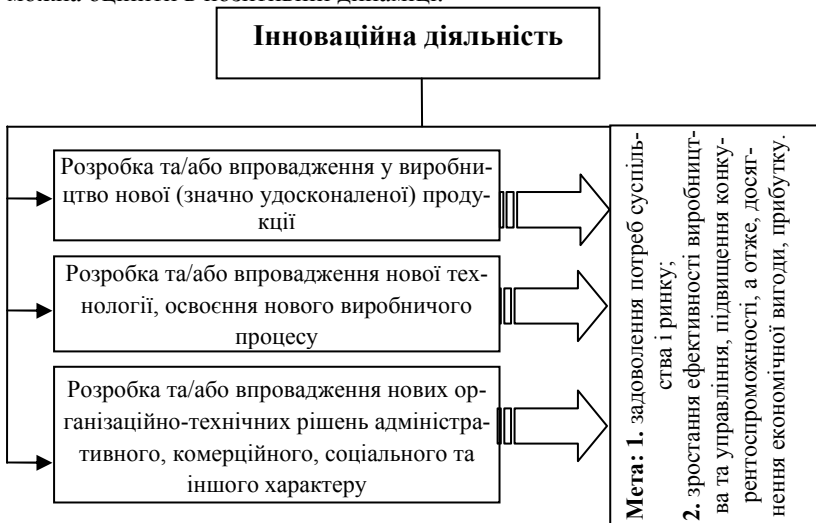 можна оцінити в позитивній динаміці.
Інноваційна діяльність
Розробка та/або впровадження у виробни-
цтво нової (значно удосконаленої) проду-
кції
Розробка та/або впровадження нової тех-
нології, освоєння нового виробничого
процесу
Розробка та/або впровадження нових ор-
ганізаційно-технічних рішень адміністра-
тивного, комерційного, соціального та
іншого характеру
Мета: 1. задоволення потреб суспіль-
ства і ринку;
2. зростання ефективності виробницт-
ва та управління, підвищення конку-
рентоспроможності, а отже, досяг-
нення економічної вигоди, прибутку.